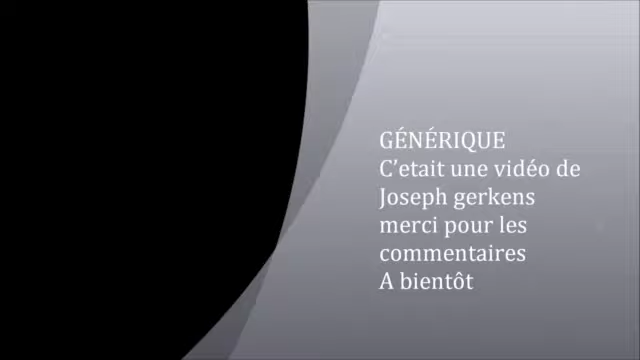 GÉNÉRIQUE
C’etait une vidéo de
Joseph gerkens
merci pour les
commentaires
A bientôt